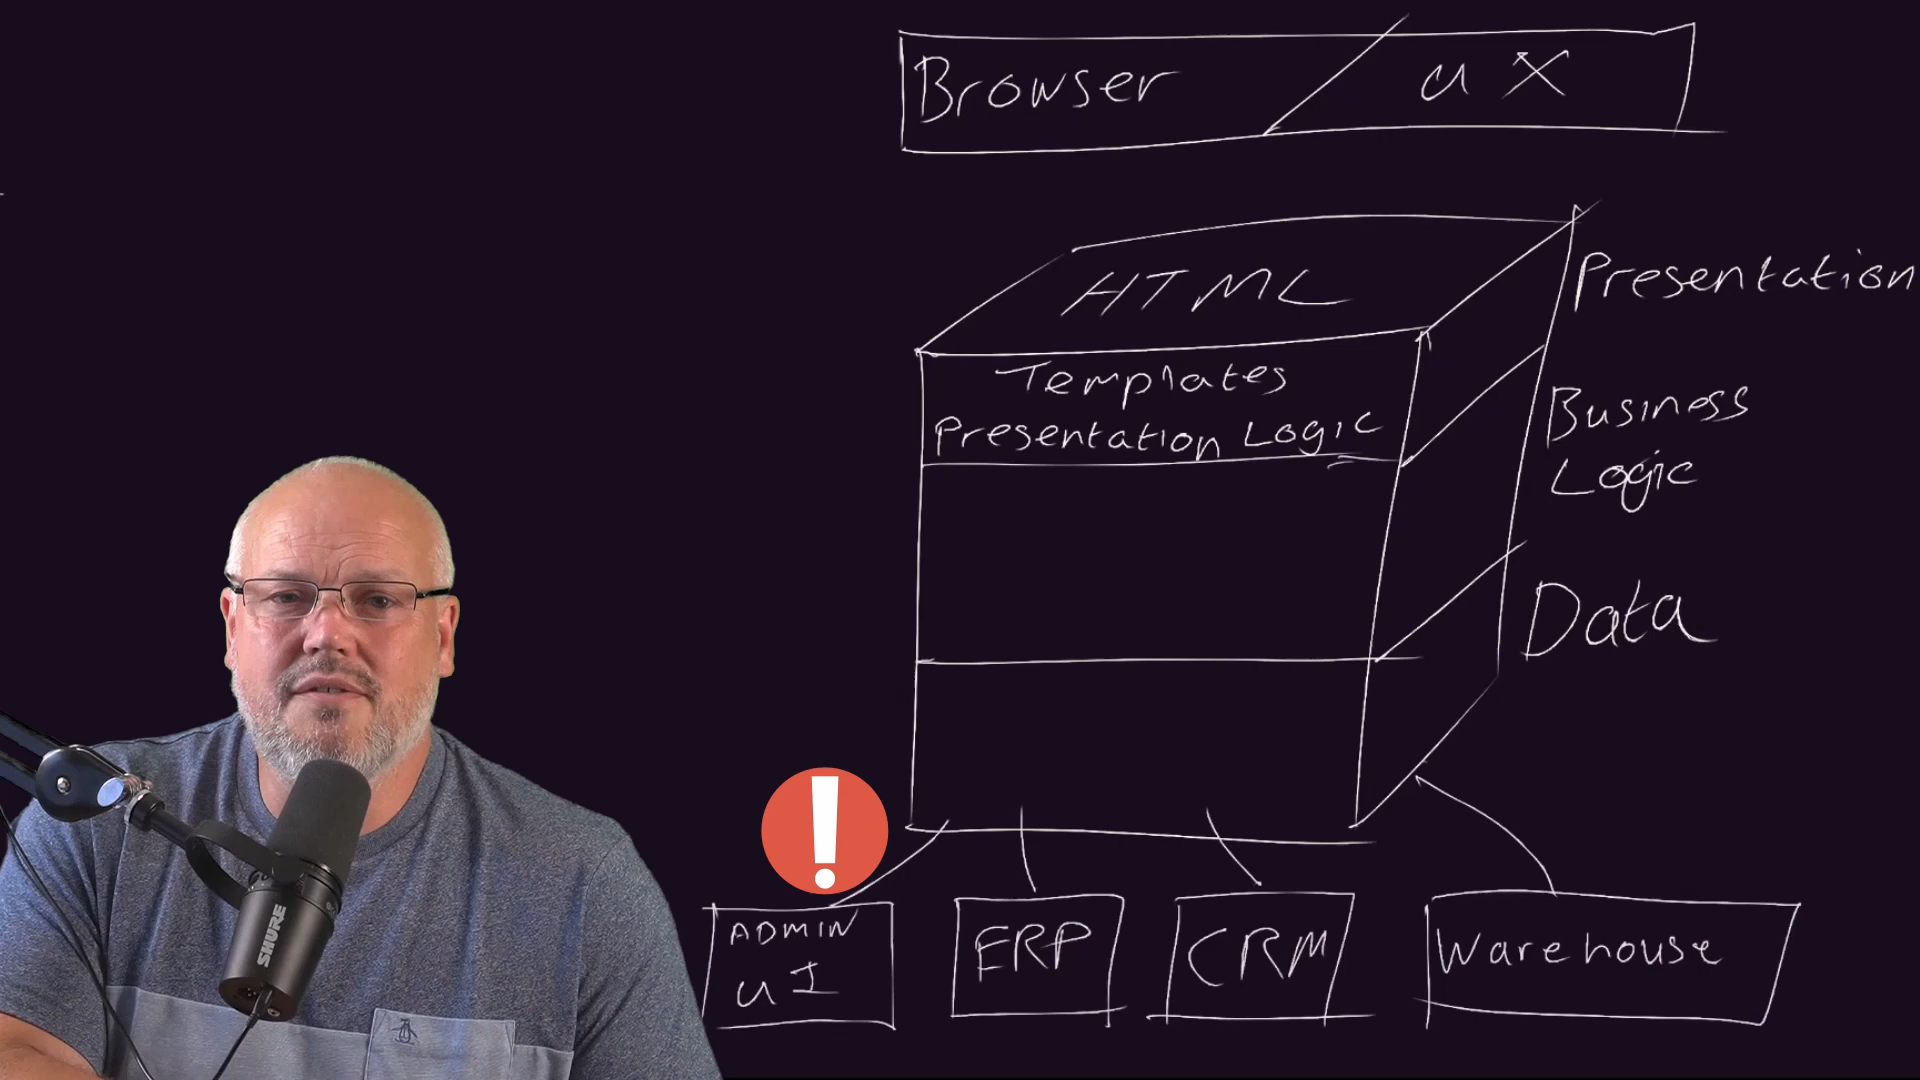 Browser
UX
HTML
Presentation
Templates
Presentation Logic
Business
Logic
Data
ADMIN
UI
ERP
CRM
Warehouse
SHURE